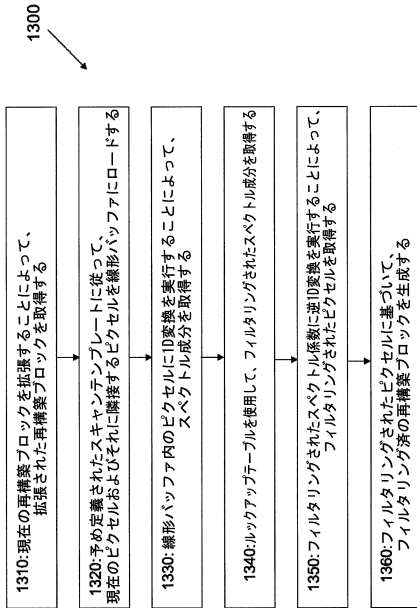 1300
1310:現在の再構築ブロックを拡張することによって、
拡張された再構築ブロックを取得する
1320:予め定義されたスキャンテンプレートに従って、
現在のピクセルおよびそれに隣接するピクセルを線形バッファにロードする
1330:線形バッファ内のピクセルに1D変換を実行することによって、
スペクトル成分を取得する
1340:ルックアップテーブルを使用して、フィルタリングされたスペクトル成分を取得する
1350:フィルタリングされたスペクトル係数に逆1D変換を実行することによって、
フィルタリングされたピクセルを取得する
1360:フィルタリングされたピクセルに基づいて、
フィルタリング済の再構築ブロックを生成する